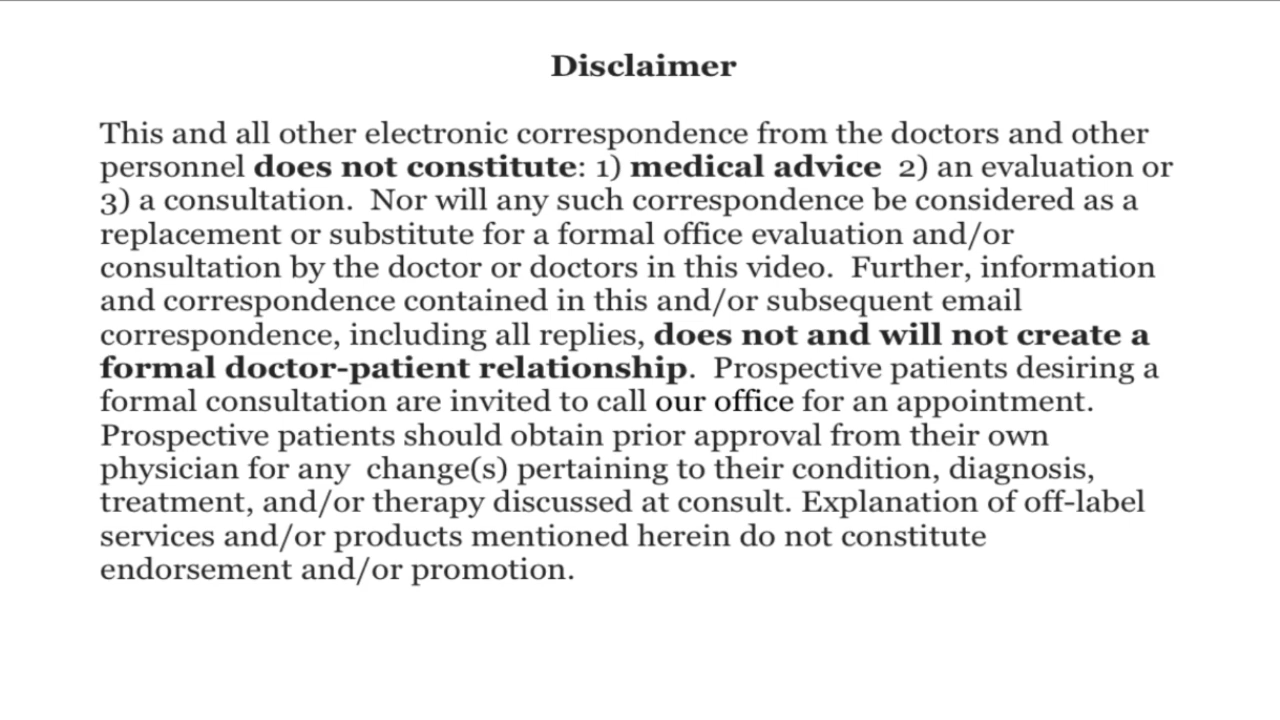 Disclaimer
This and all other electronic correspondence from the doctors and other
personnel does not constitute: 1) medical advice  2) an evaluation or
3) a consultation.  Nor will any such correspondence be considered as a
replacement or substitute for a formal office evaluation and/or
consultation by the doctor or doctors in this video.  Further, information
and correspondence contained in this and/or subsequent email
correspondence, including all replies, does not and will not create a
formal doctor-patient relationship.  Prospective patients desiring a
formal consultation are invited to call our office for an appointment.
Prospective patients should obtain prior approval from their own
physician for any  change(s) pertaining to their condition, diagnosis,
treatment, and/or therapy discussed at consult. Explanation of off-label
services and/or products mentioned herein do not constitute
endorsement and/or promotion.